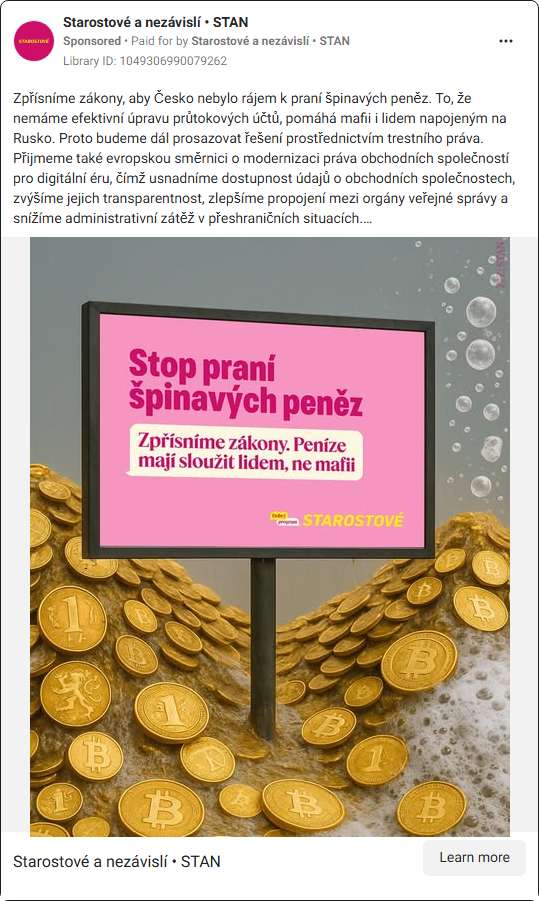 Starostové a nezávislí • STAN
Sponsored • Paid for by Starostové a nezávislí • STAN
Library ID: 1049306990079262
Zpřísníme zákony, aby Česko nebylo rájem k praní špinavých peněz. To, že
nemáme efektivní úpravu průtokových účtů, pomáhá mafii i lidem napojeným na
Rusko. Proto budeme dál prosazovat řešení prostřednictvím trestního práva.
Přijmeme také evropskou směrnici o modernizaci práva obchodních společností
pro digitální éru, čímž usnadníme dostupnost údajů o obchodních společnostech,
zvýšíme jejich transparentnost, zlepšíme propojení mezi orgány veřejné správy a
snížíme administrativní zátěž v přeshraničních situacích....
Stop praní
špinavých peněz
Zpřísníme zákony. Peníze
mají sloužit lidem, ne mafii
STAROSTOVÉ
Starostové a nezávislí • STAN
Learn more